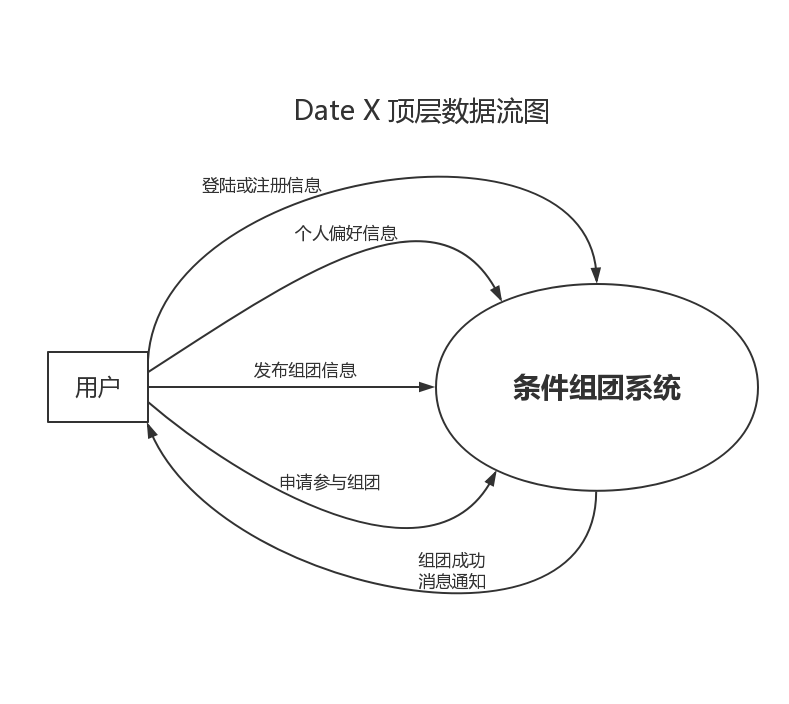 Date X 顶层数据流图
登陆或注册信息
个人偏好信息
发布组团信息
用户
条件组团系统
申请参与组团
组团成功
消息通知